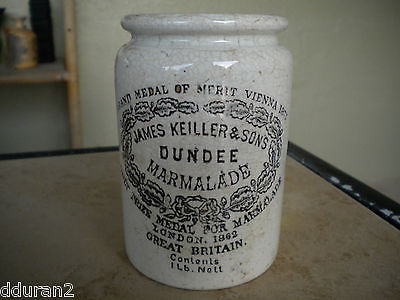 GRAND MEDAL OF MERIT VIENNA
JAMES KEILLER & SONS
DUNDEE
MARMALADE
PRIZE MEDAL FOR MARMALADE
LONDON. 1862
GREAT BRITAIN.
Contents
1 Lb. Nett
© dduran2